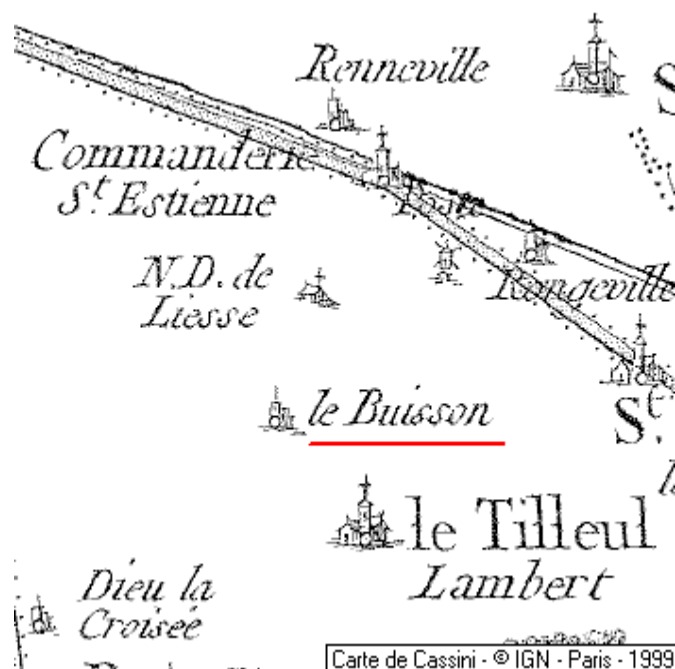 Renneville
S
Commanderie
St. Estienne
Poste
N.D. de
Liesse
Rongeville
le Buisson
St.
le Tilleul
Lambert
Dieu la
Croisée
Carte de Cassini - © IGN - Paris - 1999